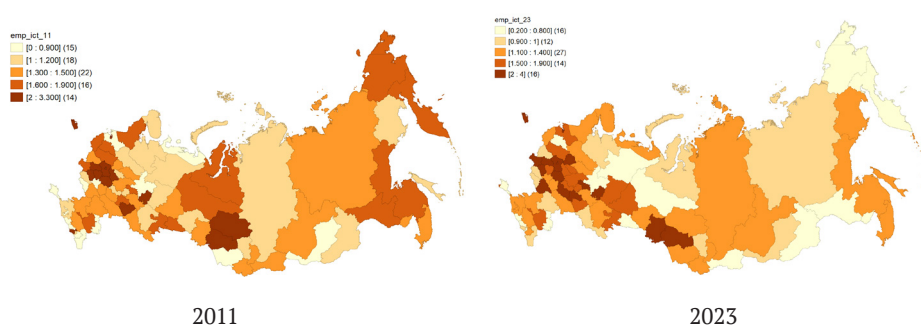 emp_ict_11
[0 : 0.900] (15)
[1 : 1.200] (18)
[1.300 : 1.500] (22)
[1.600 : 1.900] (16)
[2 : 3.300] (14)
emp_ict_23
[0.200 : 0.800] (16)
[0.900 : 1] (12)
[1.100 : 1.400] (27)
[1.500 : 1.900] (14)
[2 : 4] (16)
2011
2023